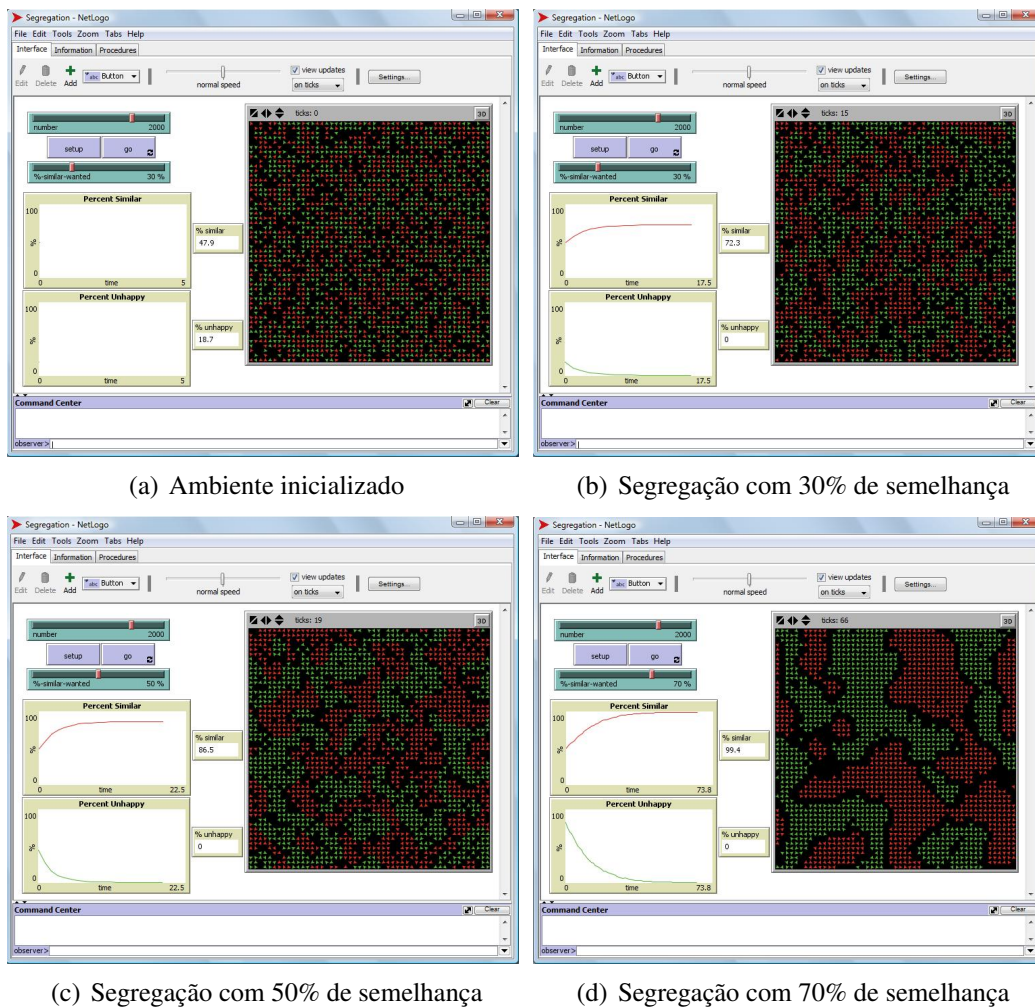 Segregation - NetLogo
File Edit Tools Zoom Tabs Help
Interface Information Procedures
Edit Delete Add abc Button normal speed view updates on ticks Settings...
number 2000
setup go
%-similar-wanted 30 %
Percent Similar
100
%
0
0 time 5
% similar
47.9
Percent Unhappy
100
%
0
0 time 5
% unhappy
18.7
ticks: 0 3D
Command Center Clear
observer>
(a) Ambiente inicializado
Segregation - NetLogo
File Edit Tools Zoom Tabs Help
Interface Information Procedures
Edit Delete Add abc Button normal speed view updates on ticks Settings...
number 2000
setup go
%-similar-wanted 30 %
Percent Similar
100
%
0
0 time 17.5
% similar
72.3
Percent Unhappy
100
%
0
0 time 17.5
% unhappy
0
ticks: 15 3D
Command Center Clear
observer>
(b) Segregação com 30% de semelhança
Segregation - NetLogo
File Edit Tools Zoom Tabs Help
Interface Information Procedures
Edit Delete Add abc Button normal speed view updates on ticks Settings...
number 2000
setup go
%-similar-wanted 50 %
Percent Similar
100
%
0
0 time 22.5
% similar
86.5
Percent Unhappy
100
%
0
0 time 22.5
% unhappy
0
ticks: 19 3D
Command Center Clear
observer>
(c) Segregação com 50% de semelhança
Segregation - NetLogo
File Edit Tools Zoom Tabs Help
Interface Information Procedures
Edit Delete Add abc Button normal speed view updates on ticks Settings...
number 2000
setup go
%-similar-wanted 70 %
Percent Similar
100
%
0
0 time 73.8
% similar
99.4
Percent Unhappy
100
%
0
0 time 73.8
% unhappy
0
ticks: 66 3D
Command Center Clear
observer>
(d) Segregação com 70% de semelhança